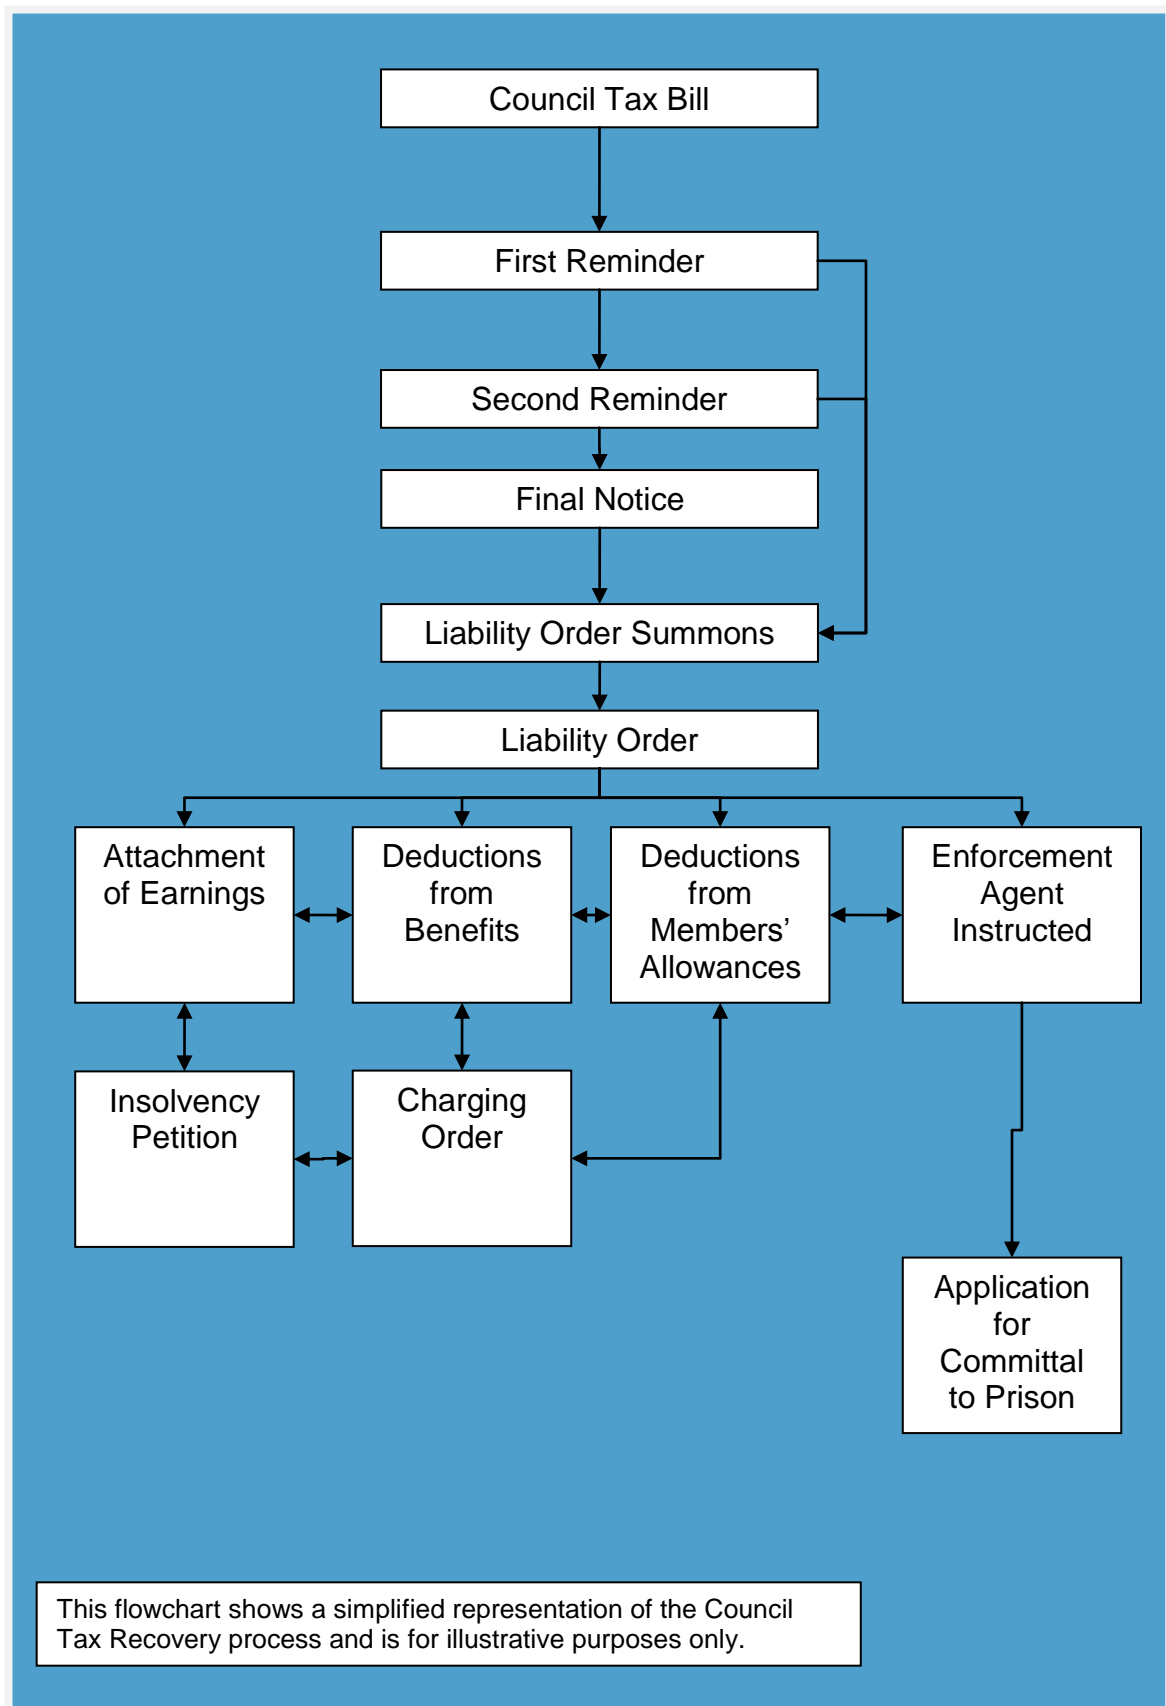 Council Tax Bill
First Reminder
Second Reminder
Final Notice
Liability Order Summons
Liability Order
Attachment
of Earnings
Deductions
from
Benefits
Deductions
from
Members’
Allowances
Enforcement
Agent
Instructed
Insolvency
Petition
Charging
Order
Application
for
Committal
to Prison
This flowchart shows a simplified representation of the Council
Tax Recovery process and is for illustrative purposes only.